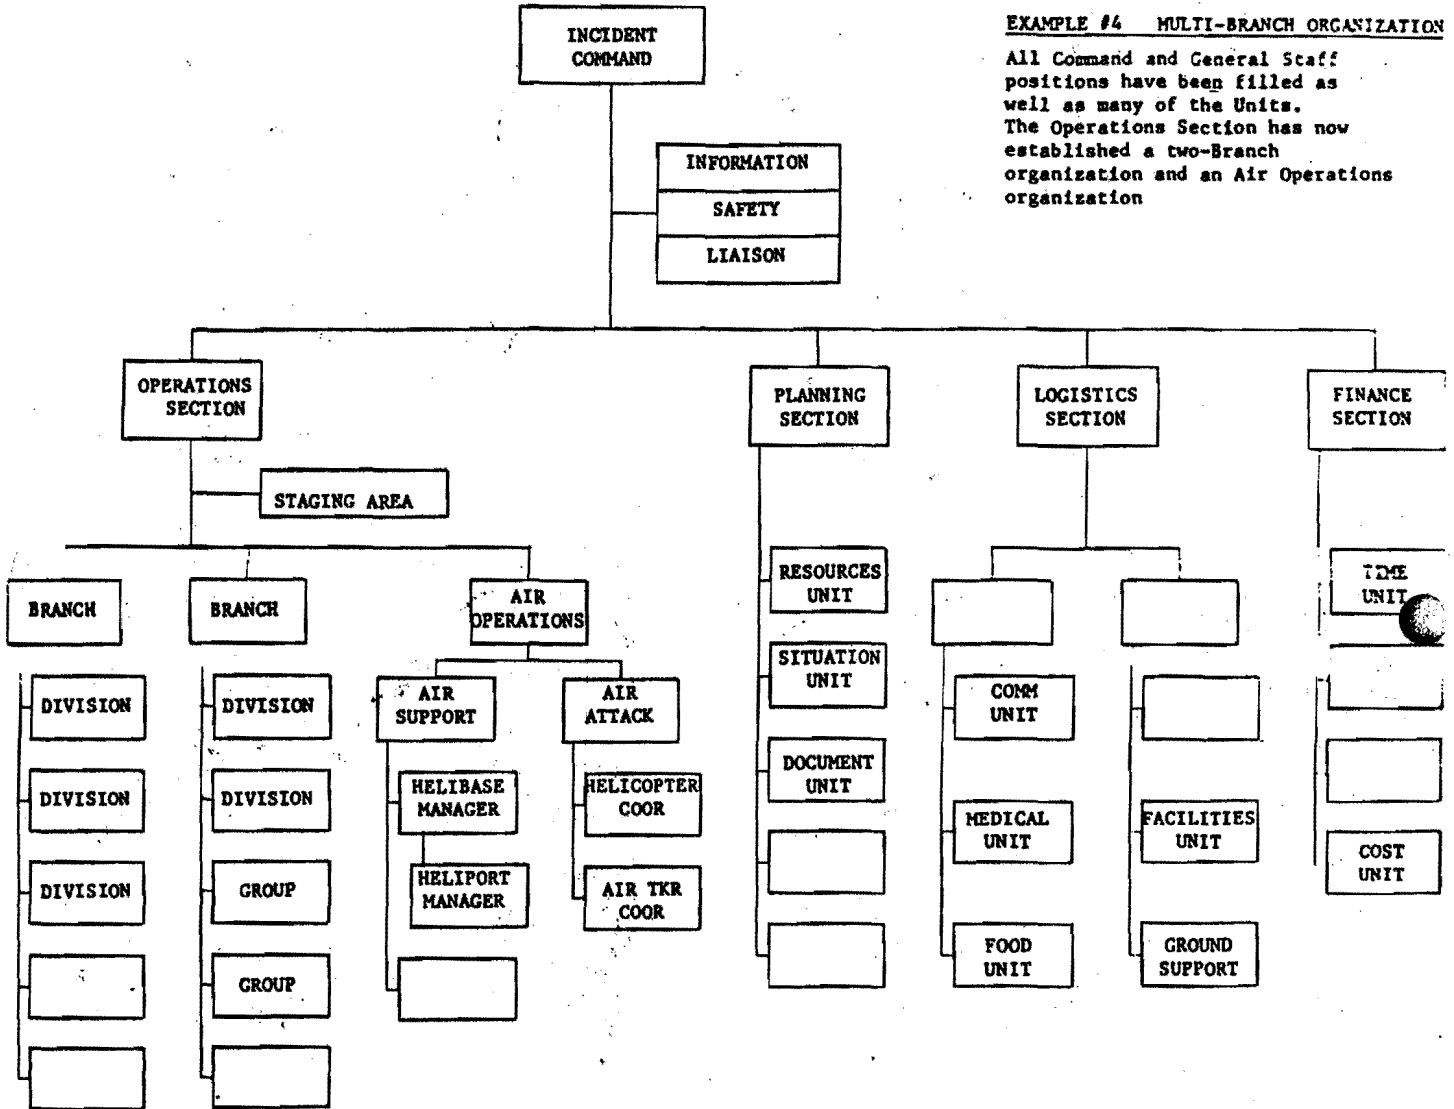 EXAMPLE #4 MULTI-BRANCH ORGANIZATION
All Command and General Staff
positions have been filled as
well as many of the Units.
The Operations Section has now
established a two-Branch
organization and an Air Operations
organization
INCIDENT
COMMAND
INFORMATION
SAFETY
LIAISON
OPERATIONS
SECTION
STAGING AREA
BRANCH
DIVISION
DIVISION
DIVISION
BRANCH
DIVISION
DIVISION
GROUP
GROUP
AIR
OPERATIONS
AIR
SUPPORT
HELIBASE
MANAGER
HELIPORT
MANAGER
AIR
ATTACK
HELICOPTER
COOR
AIR TKR
COOR
PLANNING
SECTION
RESOURCES
UNIT
SITUATION
UNIT
DOCUMENT
UNIT
LOGISTICS
SECTION
COMM
UNIT
MEDICAL
UNIT
FOOD
UNIT
FACILITIES
UNIT
GROUND
SUPPORT
FINANCE
SECTION
TIME
UNIT
COST
UNIT